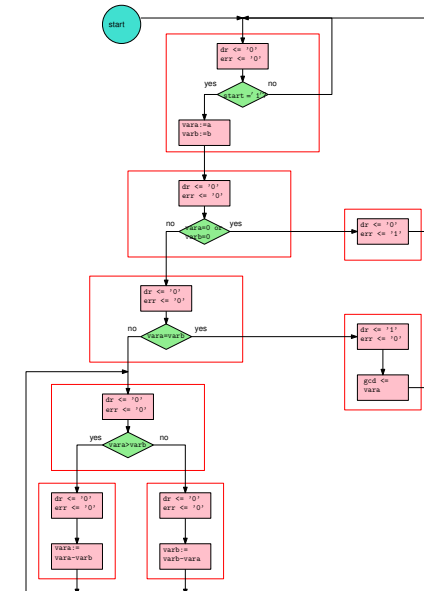 start
dr <= '0'
err <= '0'
yes
no
start ='1'?
vara:=a
varb:=b
dr <= '0'
err <= '0'
no
yes
vara=0 or
varb=0
dr <= '0'
err <= '1'
dr <= '0'
err <= '0'
no
yes
vara=varb
dr <= '1'
err <= '0'
gcd <=
vara
dr <= '0'
err <= '0'
yes
no
vara>varb
dr <= '0'
err <= '0'
dr <= '0'
err <= '0'
vara:=
vara-varb
varb:=
varb-vara